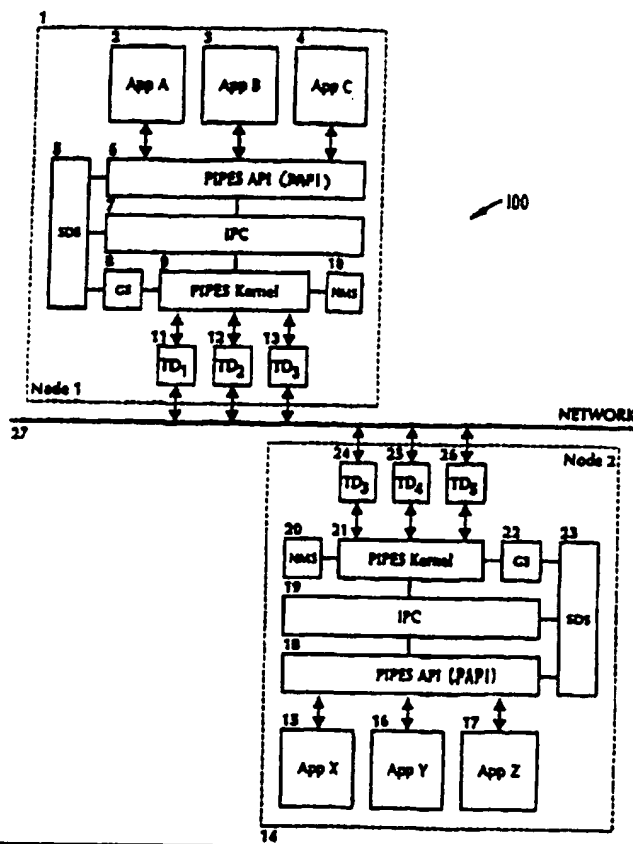 1
2 3 4
App A App B App C
5 6
PIPES API (PAPI)
7
SDS IPC
8 9 10
GS PIPES Kernel NMS
11 12 13
TD1 TD2 TD3
Node 1
100
NETWORK
27
24 25 26 Node 2
TD3 TD4 TD5
20 21 22 23
NMS PIPES Kernel GS
19
IPC SDS
18
PIPES API (PAPI)
15 16 17
App X App Y App Z
14